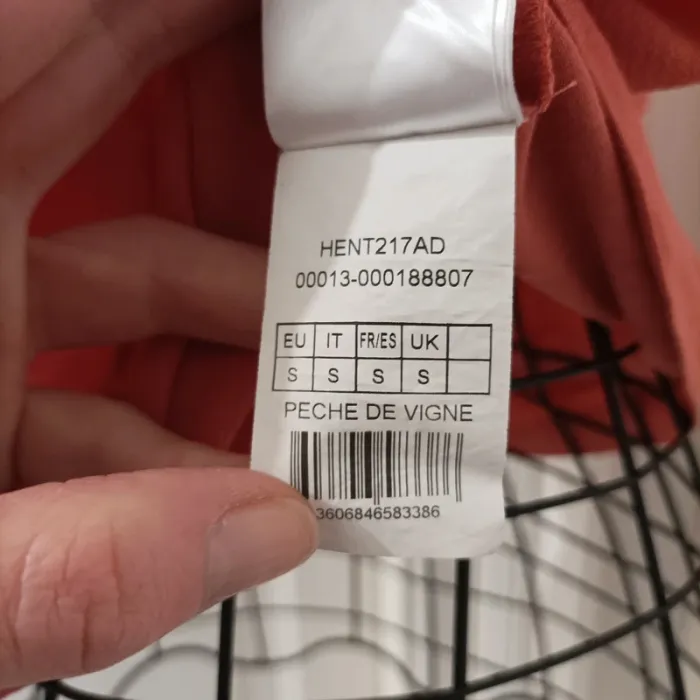 HENT217AD
00013-000188807
EU IT FR/ES UK
S S S S
PECHE DE VIGNE
3606846583386